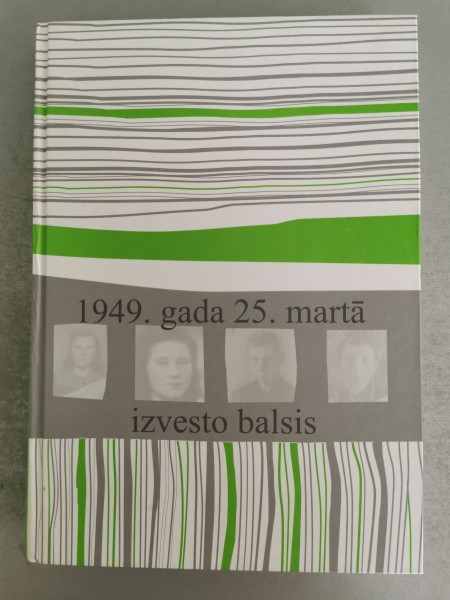 1949. gada 25. martā
izvesto balsis